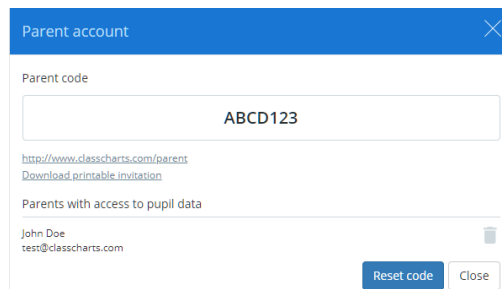 Parent account
Parent code
ABCD123
http://www.classcharts.com/parent
Download printable invitation
Parents with access to pupil data
John Doe
test@classcharts.com
Reset code Close